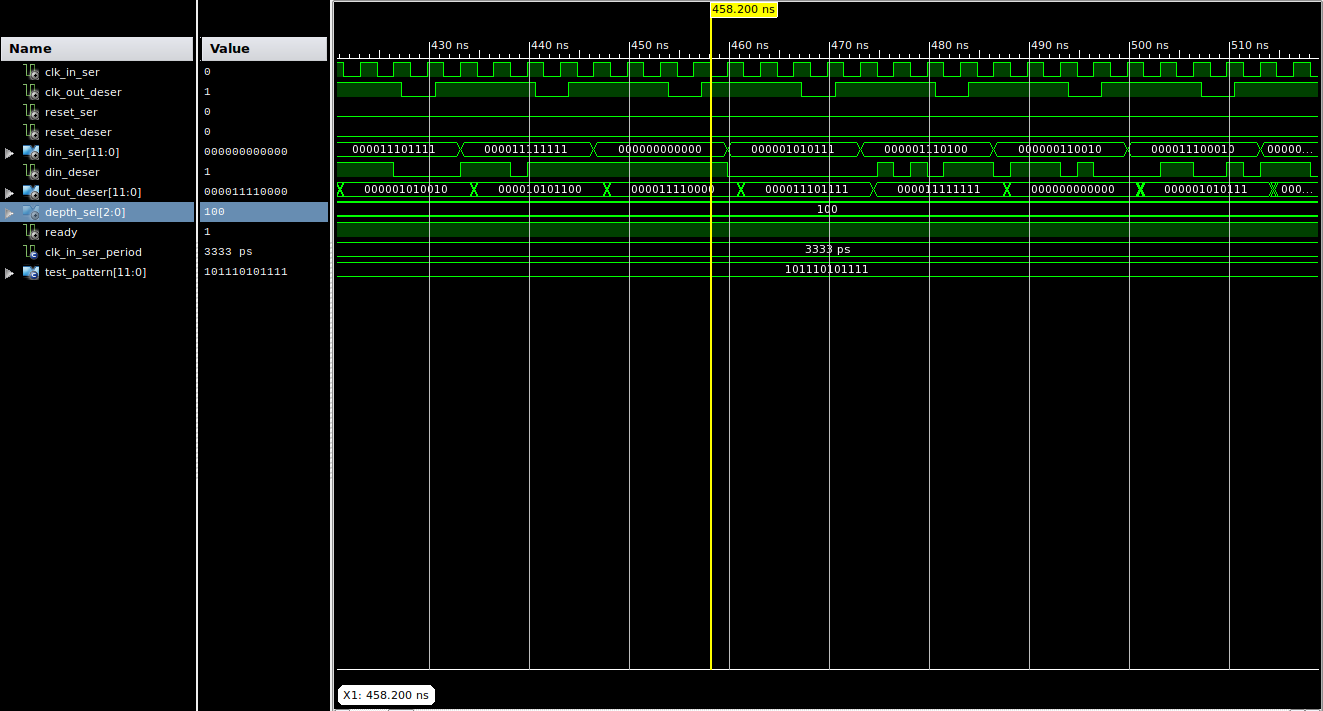 458.200 ns
Name Value
430 ns 440 ns 450 ns 460 ns 470 ns 480 ns 490 ns 500 ns 510 ns
clk_in_ser 0
clk_out_deser 1
reset_ser 0
reset_deser 0
din_ser[11:0] 000000000000 000011101111 000011111111 000000000000 000001010111 000011110100 000000110010 000011100010 00000...
din_deser 1
dout_deser[11:0] 000011110000 000001010010 000010101100 000011110000 000011101111 000011111111 000000000000 000001010111 000...
depth_sel[2:0] 100 100
ready 1
clk_in_ser_period 3333 ps 3333 ps
test_pattern[11:0] 101110101111 101110101111
X1: 458.200 ns